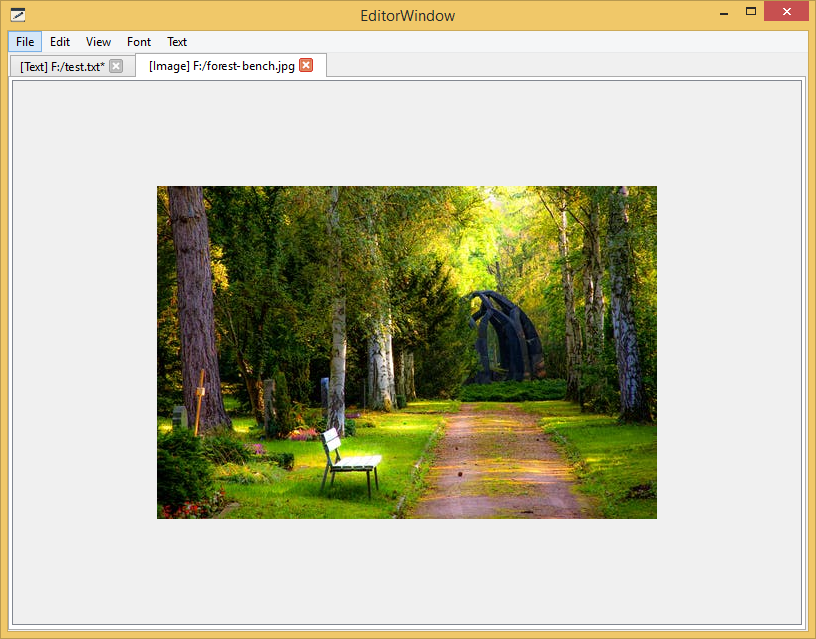 EditorWindow
File Edit View Font Text
[Text] F:/test.txt* [Image] F:/forest-bench.jpg